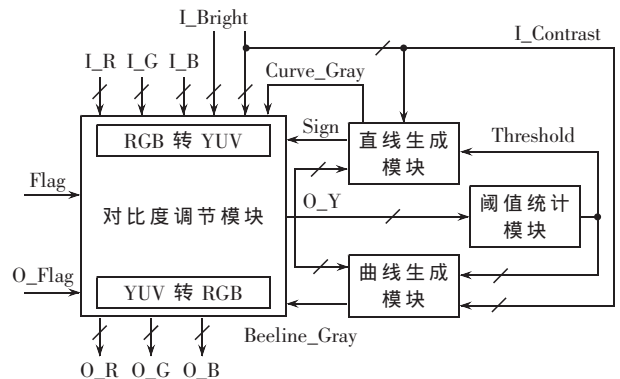 I_Bright
I_Contrast
I_R I_G I_B
Curve_Gray
RGB 转 YUV
Sign
直线生成
模块
Threshold
Flag
对比度调节模块
O_Y
阈值统计
模块
O_Flag
YUV 转 RGB
曲线生成
模块
Beeline_Gray
O_R O_G O_B